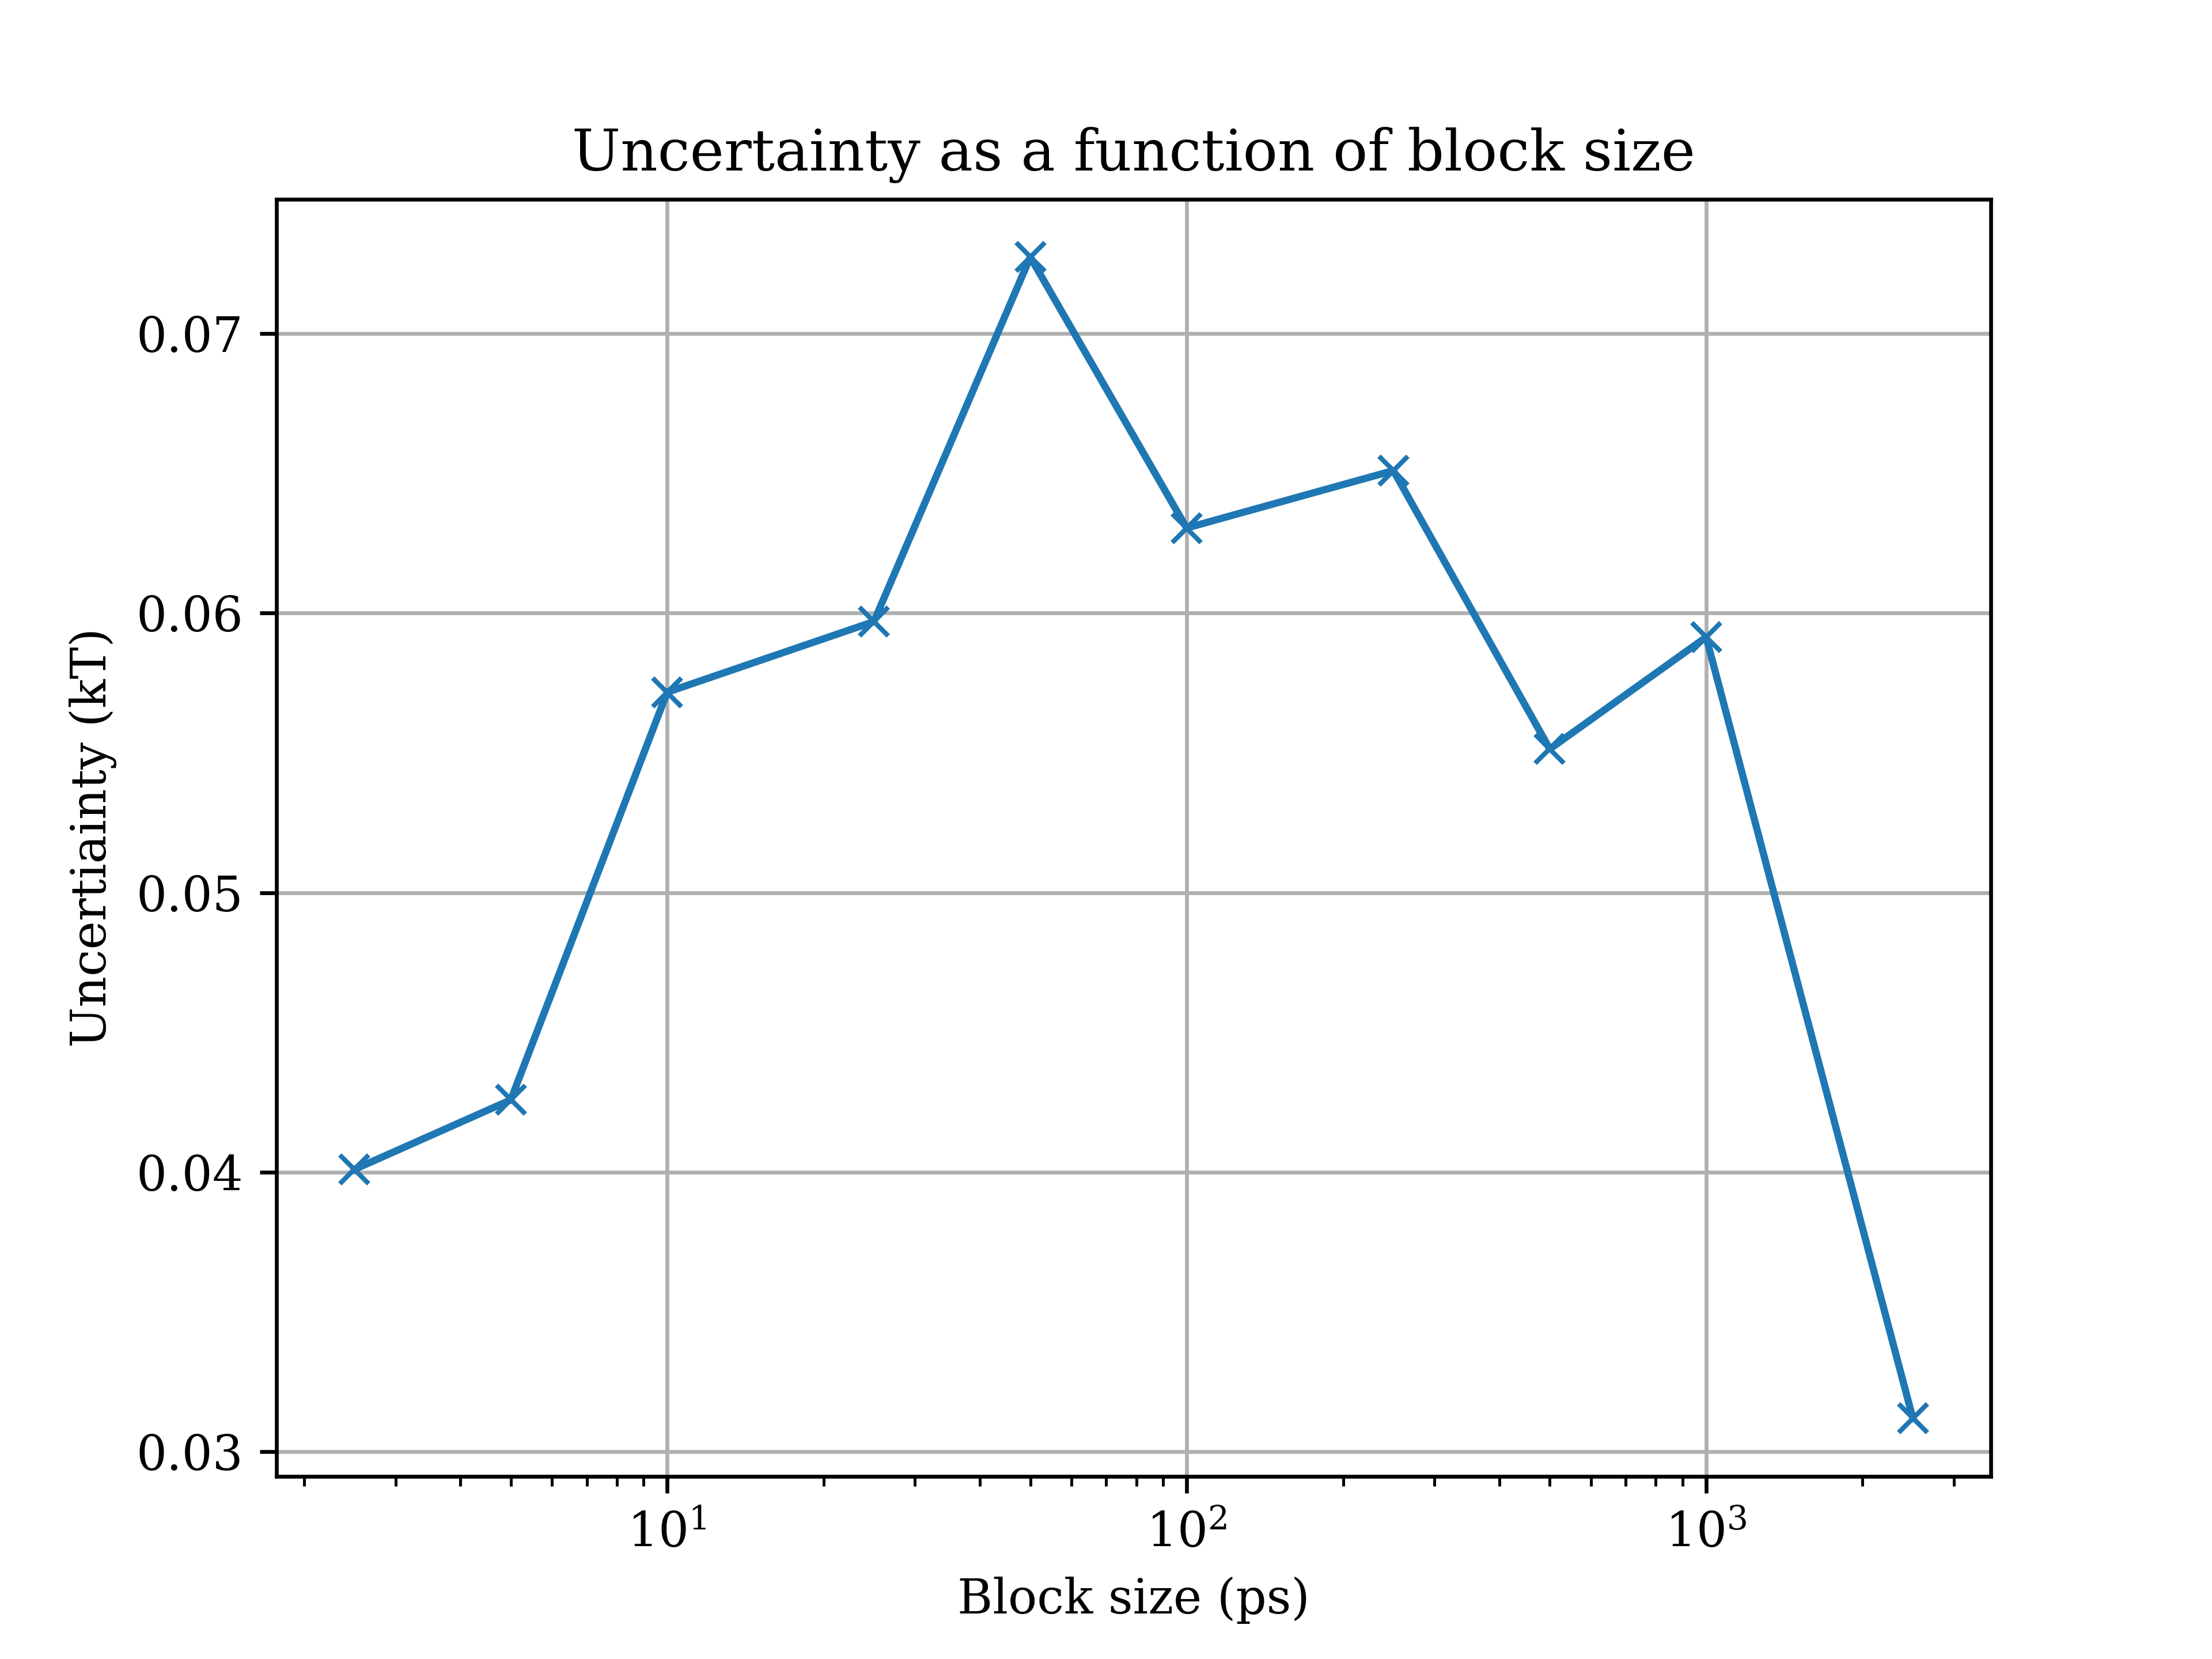 Uncertainty as a function of block size
0.07
0.06
0.05
0.04
0.03
Uncertiainty (kT)
10¹ 10² 10³
Block size (ps)